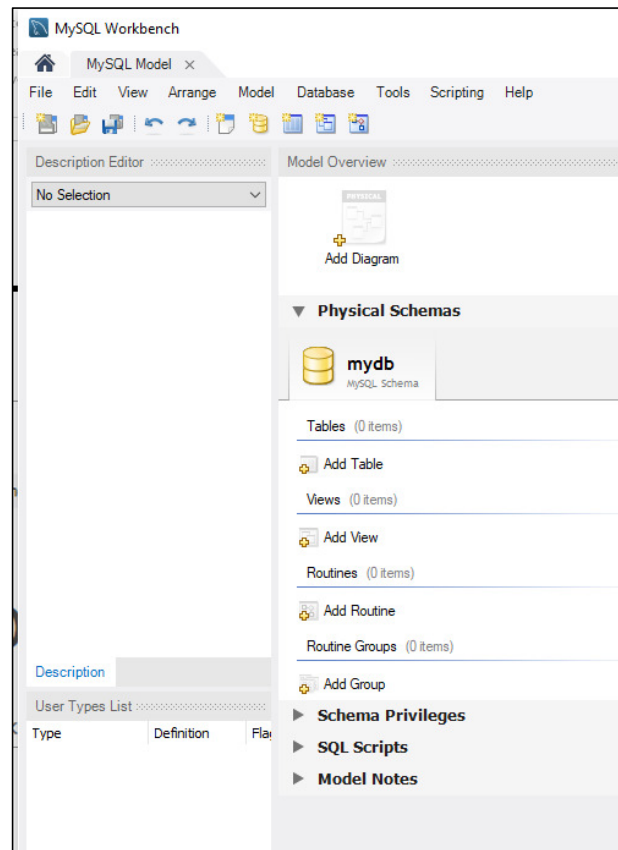 MySQL Workbench
MySQL Model ×
File Edit View Arrange Model Database Tools Scripting Help
Description Editor
No Selection
Model Overview
PHYSICAL
Add Diagram
Physical Schemas
mydb
MySQL Schema
Tables (0 items)
Add Table
Views (0 items)
Add View
Routines (0 items)
Add Routine
Routine Groups (0 items)
Add Group
Description
User Types List
Type Definition Flag
Schema Privileges
SQL Scripts
Model Notes